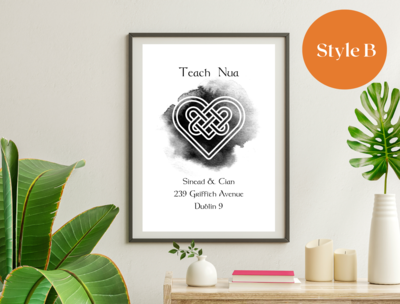 Style B
Teach Nua
Sinead & Cian
239 Griffith Avenue
Dublin 9